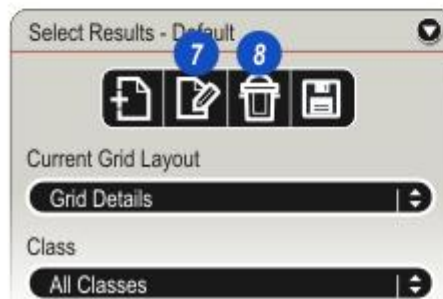 Select Results - Default
7 8
Current Grid Layout
Grid Details
Class
All Classes